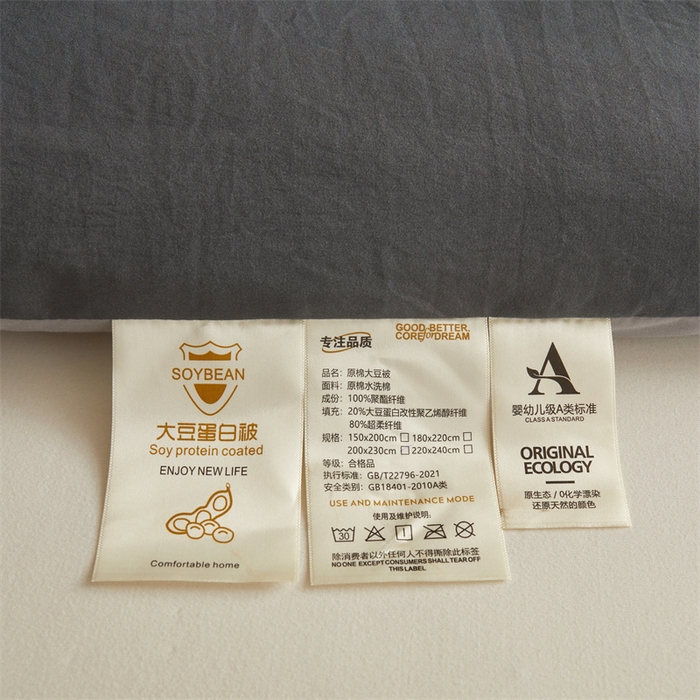 SOYBEAN
大豆蛋白被
Soy protein coated
ENJOY NEW LIFE
Comfortable home
专注品质
GOOD-BETTER.
COREforDREAM
品名：原棉大豆被
面料：原棉水洗棉
成份：100%聚酯纤维
填充：20%大豆蛋白改性聚乙烯醇纤维
80%超柔纤维
规格：150x200cm□ 180x220cm□
200x230cm□ 220x240cm□
等级：合格品
执行标准：GB/T22796-2021
安全类别：GB18401-2010A类
USE AND MAINTENANCE MODE
使用及维护说明:
30
除消费者以外任何人不得撕此标签
NO ONE EXCEPT CONSUMERS SHALL TEAR OFF
THIS LABEL
A
婴幼儿级A类标准
CLASS A STANDARD
ORIGINAL
ECOLOGY
原生态 / 0化学漂染
还原天然的颜色